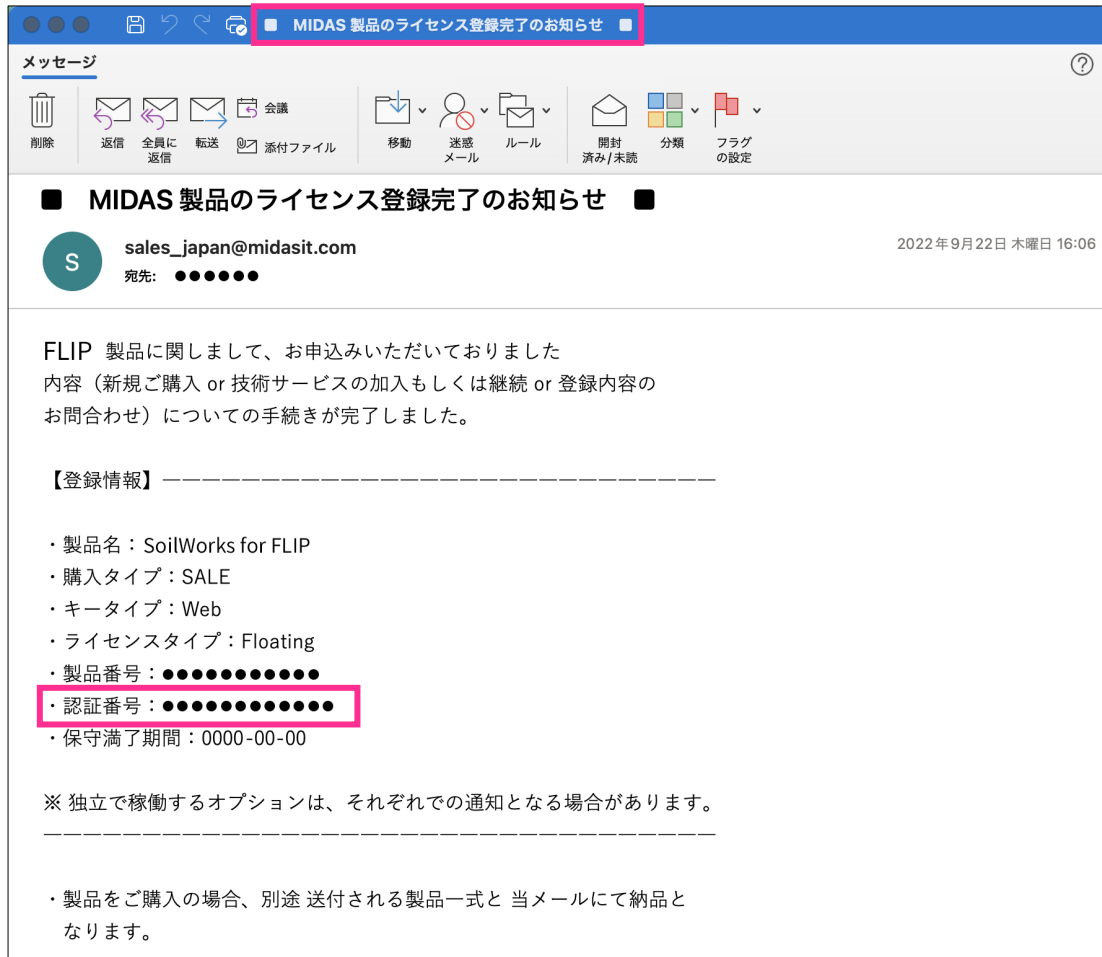 ■ MIDAS 製品のライセンス登録完了のお知らせ ■
メッセージ
?
削除
返信
全員に
返信
転送
会議
添付ファイル
移動
迷惑
メール
ルール
開封
済み/未読
分類
フラグ
の設定
■ MIDAS 製品のライセンス登録完了のお知らせ ■
S
sales_japan@midasit.com
2022年9月22日 木曜日 16:06
宛先: ●●●●●●
FLIP 製品に関しまして、お申込みいただいておりました
内容（新規ご購入 or 技術サービスの加入もしくは継続 or 登録内容の
お問合わせ）についての手続きが完了しました。
【登録情報】――――――――――――――――――――――――――――
・製品名：SoilWorks for FLIP
・購入タイプ：SALE
・キータイプ：Web
・ライセンスタイプ：Floating
・製品番号：●●●●●●●●●●●
・認証番号：●●●●●●●●●●●●
・保守満了期間：0000-00-00
※ 独立で稼働するオプションは、それぞれでの通知となる場合があります。
――――――――――――――――――――――――――――――――――
・製品をご購入の場合、別途 送付される製品一式と 当メールにて納品と
なります。